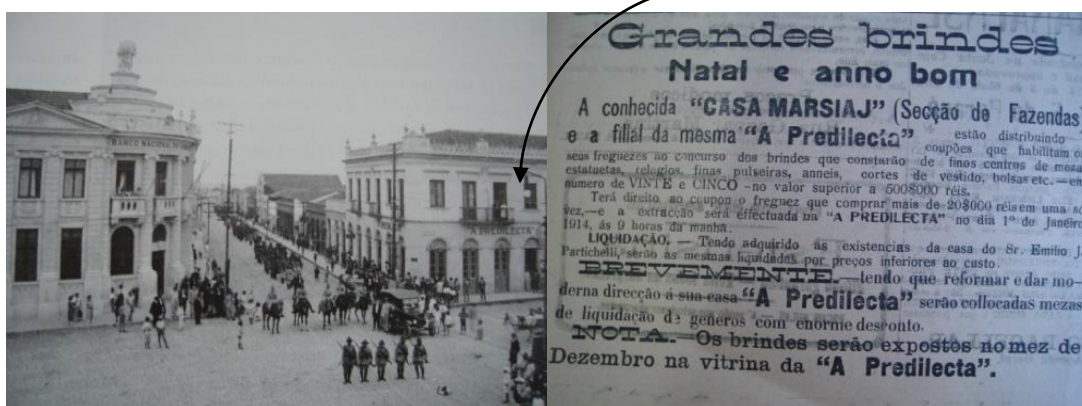 BANCO NACIONAL DO
"A PREDILECTA"
Grandes brindes
Natal e anno bom
A conhecida "CASA MARSIAJ" (Secção de Fazendas
e a filial da mesma "A Predilecta" estão distribuindo
coupões que habilitam os
seus freguezes ao concurso dos brindes que constarão de finos centros de mesa
estatuetas, relogios, finas pulseiras, anneis, cortes de vestido, bolsas etc.—em
numero de VINTE e CINCO -no valor superior a 500$000 réis.
Terá direito ao coupon o freguez que comprar mais de 20$000 réis em uma só
vez,—e a extracção será effectuada na "A PREDILECTA" no dia 1º de Janeiro
1914, ás 9 horas da manhã.
LIQUIDAÇÃO, — Tendo adquirido as existencias da casa do Sr. Emilio J.
Partichelli, serão as mesmas liquidadas por preços inferiores ao custo.
BREVEMENTE.—tendo que reformar e dar mo-
derna direcção á sua casa "A Predilecta" serão collocadas mezas
de liquidação de generos com enorme desconto.
NOTA. Os brindes serão expostos no mez de
Dezembro na vitrina da "A Predilecta".